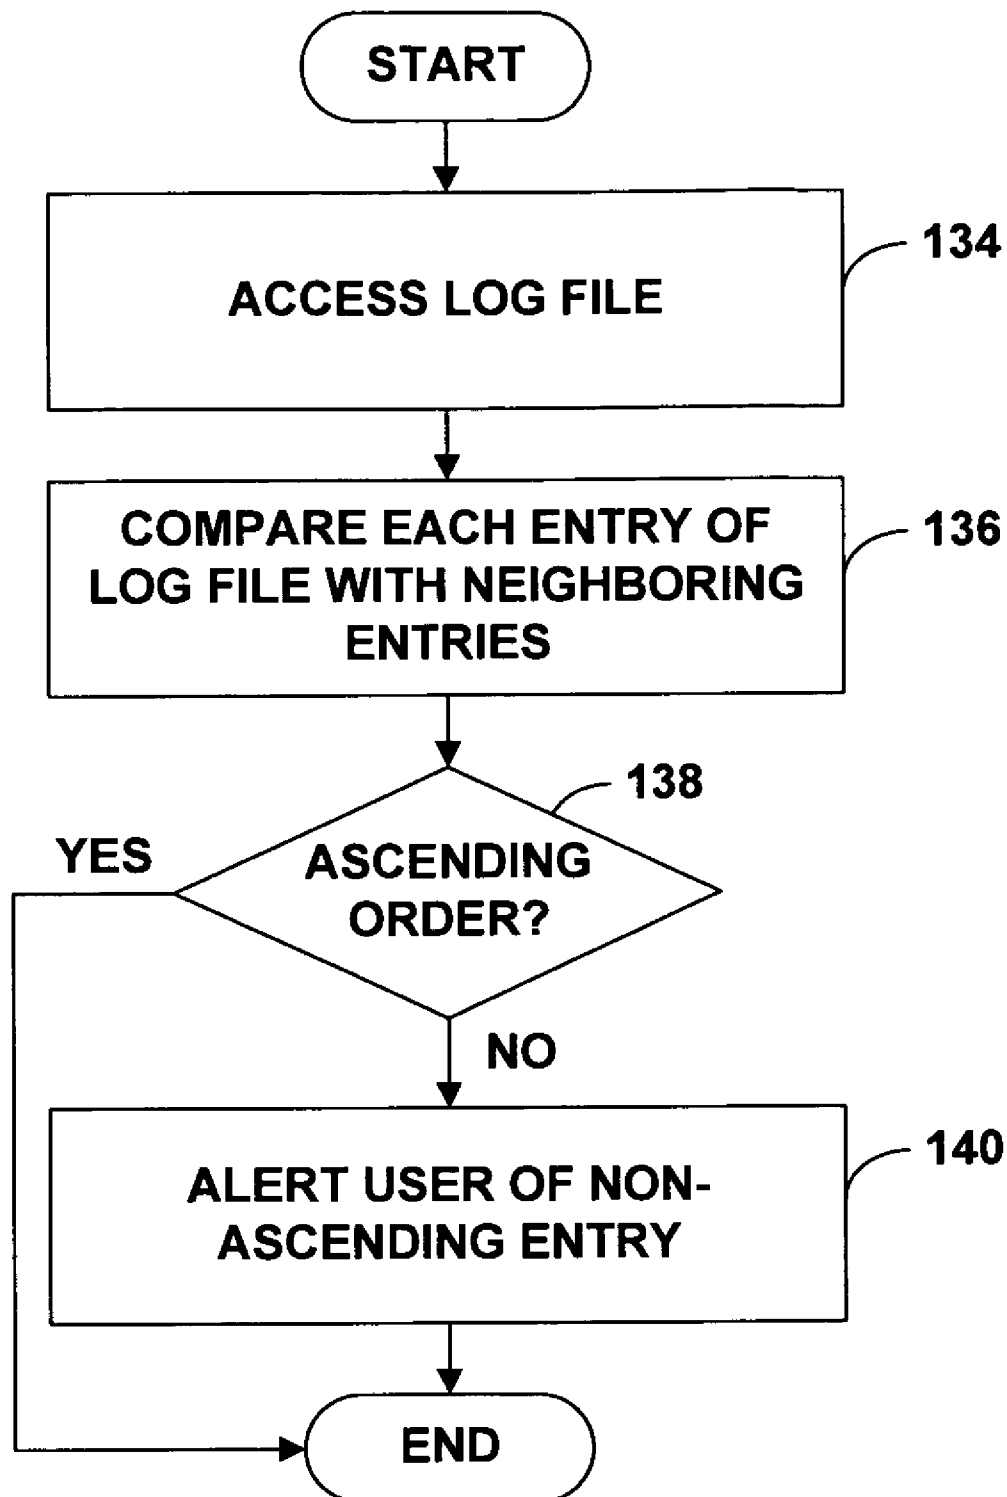 START
ACCESS LOG FILE
134
COMPARE EACH ENTRY OF
LOG FILE WITH NEIGHBORING
ENTRIES
136
138
YES
ASCENDING
ORDER?
NO
ALERT USER OF NON-
ASCENDING ENTRY
140
END